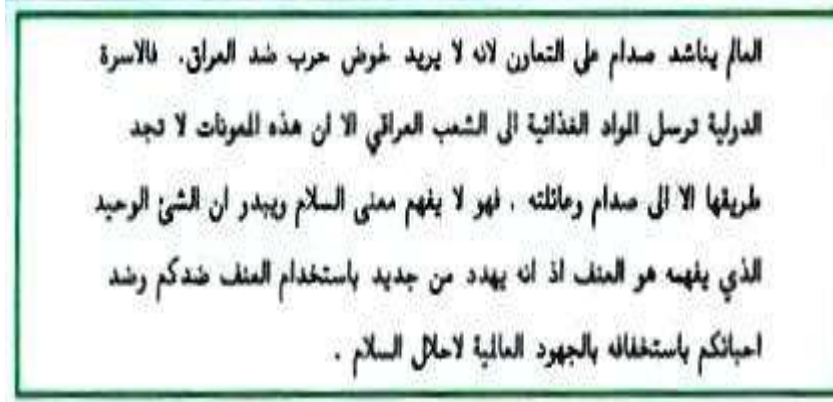 العالم يناشد صدام على التعاون لانه لا يريد خوض حرب ضد العراق. فالاسرة
الدولية ترسل المواد الغذائية الى الشعب العراقي الا ان هذه المعونات لا تجد
طريقها الا الى صدام وعائلته . فهو لا يفهم معنى السلام ويبدو ان الشئ الوحيد
الذي يفهمه هو العنف اذ انه يهدد من جديد باستخدام العنف ضدكم وضد
احبائكم باستخفافه بالجهود العالمية لاحلال السلام .